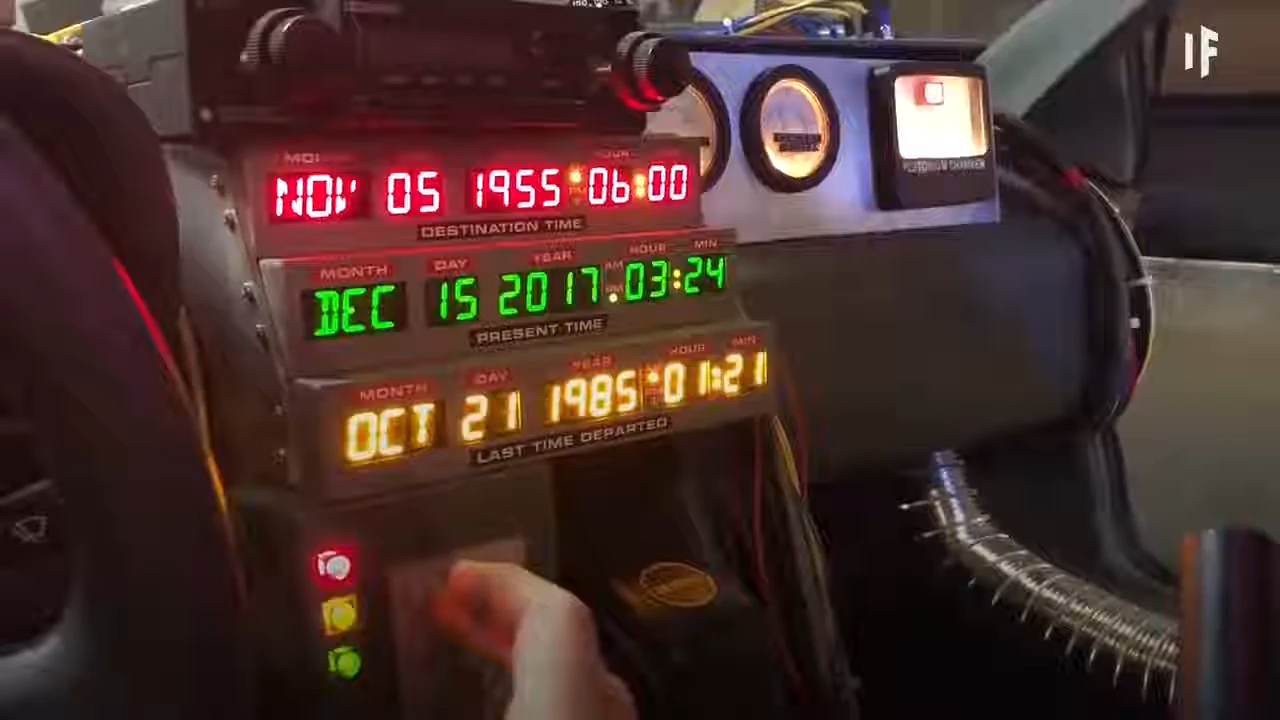 IF
NOV 05 1955 06:00
DESTINATION TIME
MONTH DAY YEAR AM HOUR MIN
DEC 15 2017 03:24
PRESENT TIME
MONTH DAY YEAR HOUR MIN
OCT 21 1985 01:21
LAST TIME DEPARTED